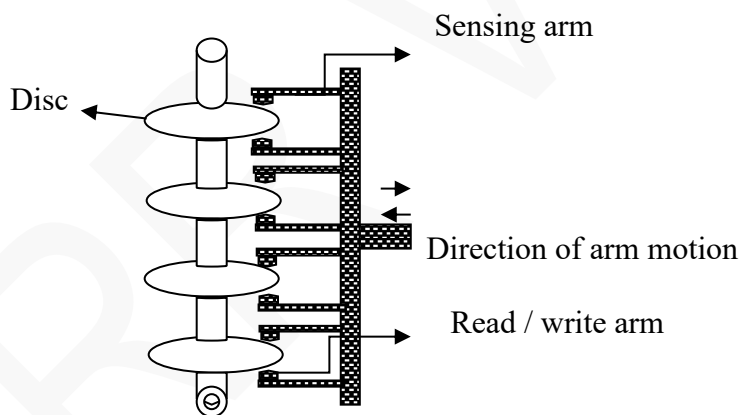 Sensing arm
Disc
Direction of arm motion
Read / write arm